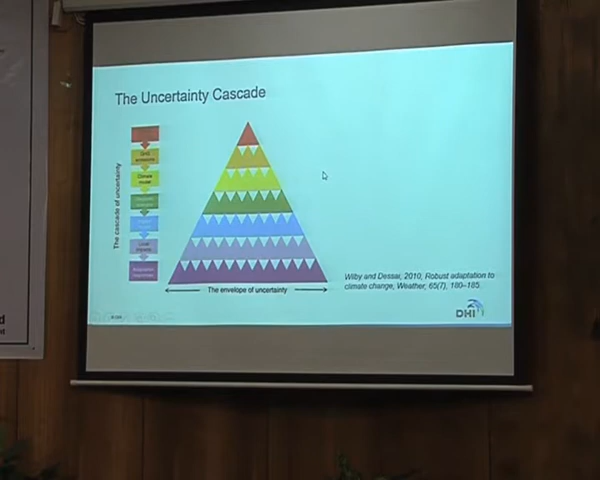 The Uncertainty Cascade
The cascade of uncertainty
GHG
emissions
Climate
model
Local
impacts
Adaptation
responses
The envelope of uncertainty
Wilby and Dessai, 2010, Robust adaptation to
climate change, Weather, 65(7), 180–185.
DHI